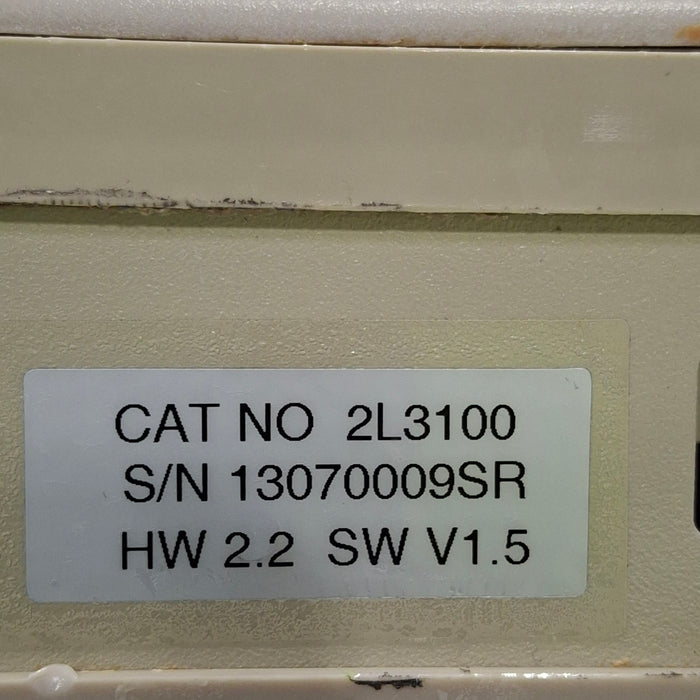 CAT NO 2L3100
S/N 13070009SR
HW 2.2 SW V1.5